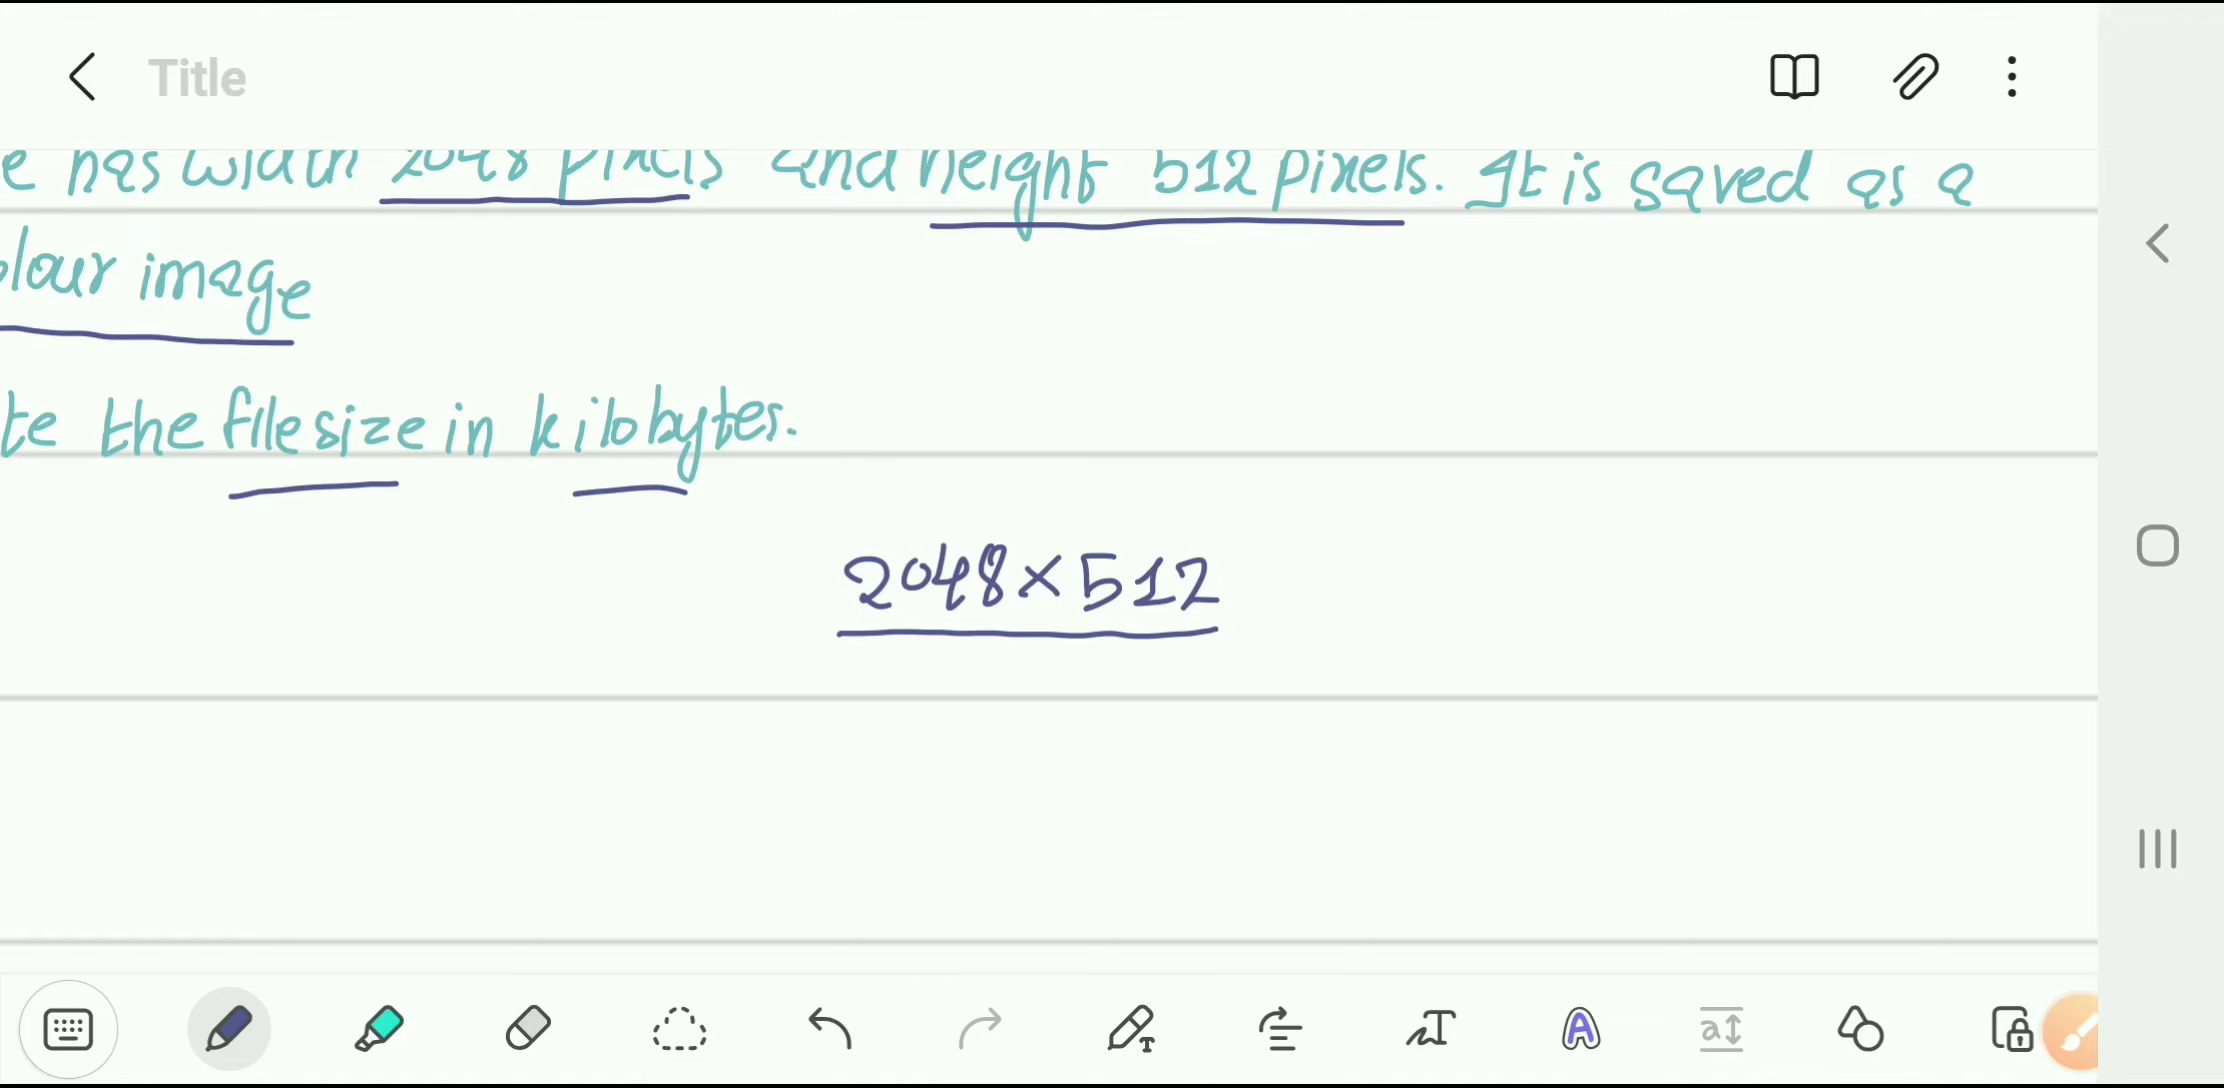 Title
e has width 2048 pixels and height 512 pixels. It is saved as a
olour image
te the file size in kilobytes.
2048×512